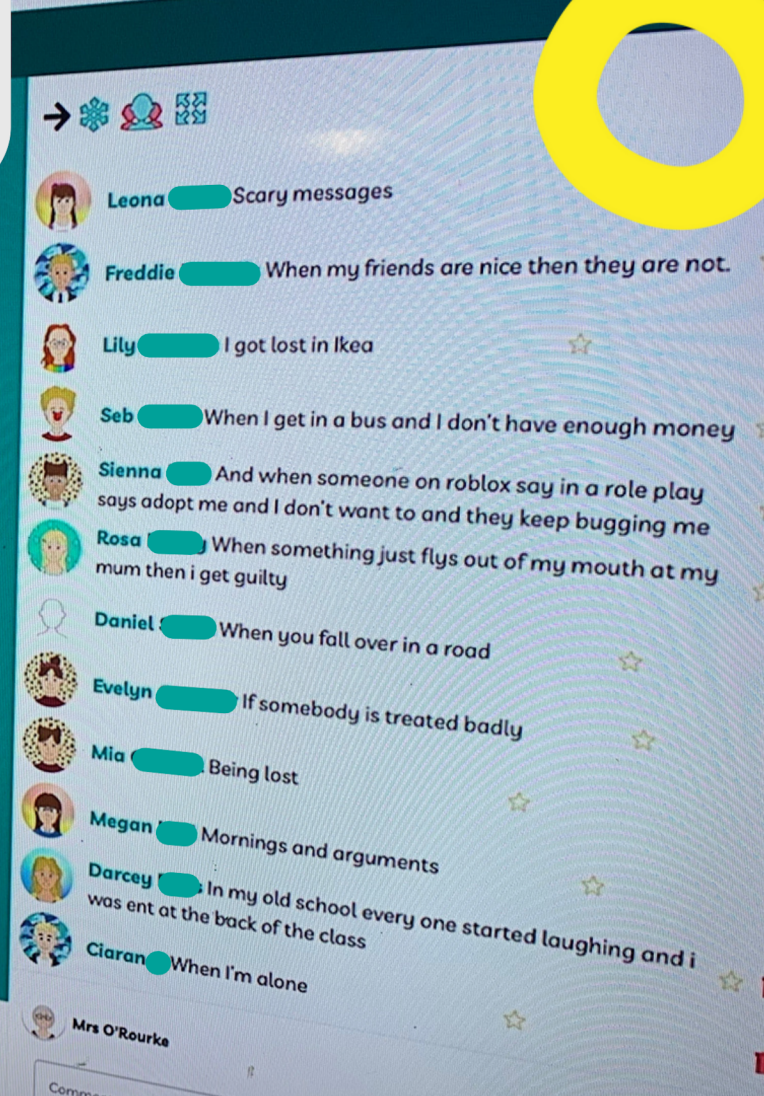 Leona Scary messages
Freddie When my friends are nice then they are not.
Lily I got lost in Ikea
Seb When I get in a bus and I don't have enough money
Sienna And when someone on roblox say in a role play
says adopt me and I don't want to and they keep bugging me
Rosa When something just flys out of my mouth at my
mum then i get guilty
Daniel When you fall over in a road
Evelyn If somebody is treated badly
Mia Being lost
Megan Mornings and arguments
Darcey In my old school every one started laughing and i
was ent at the back of the class
Ciaran When I'm alone
Mrs O'Rourke